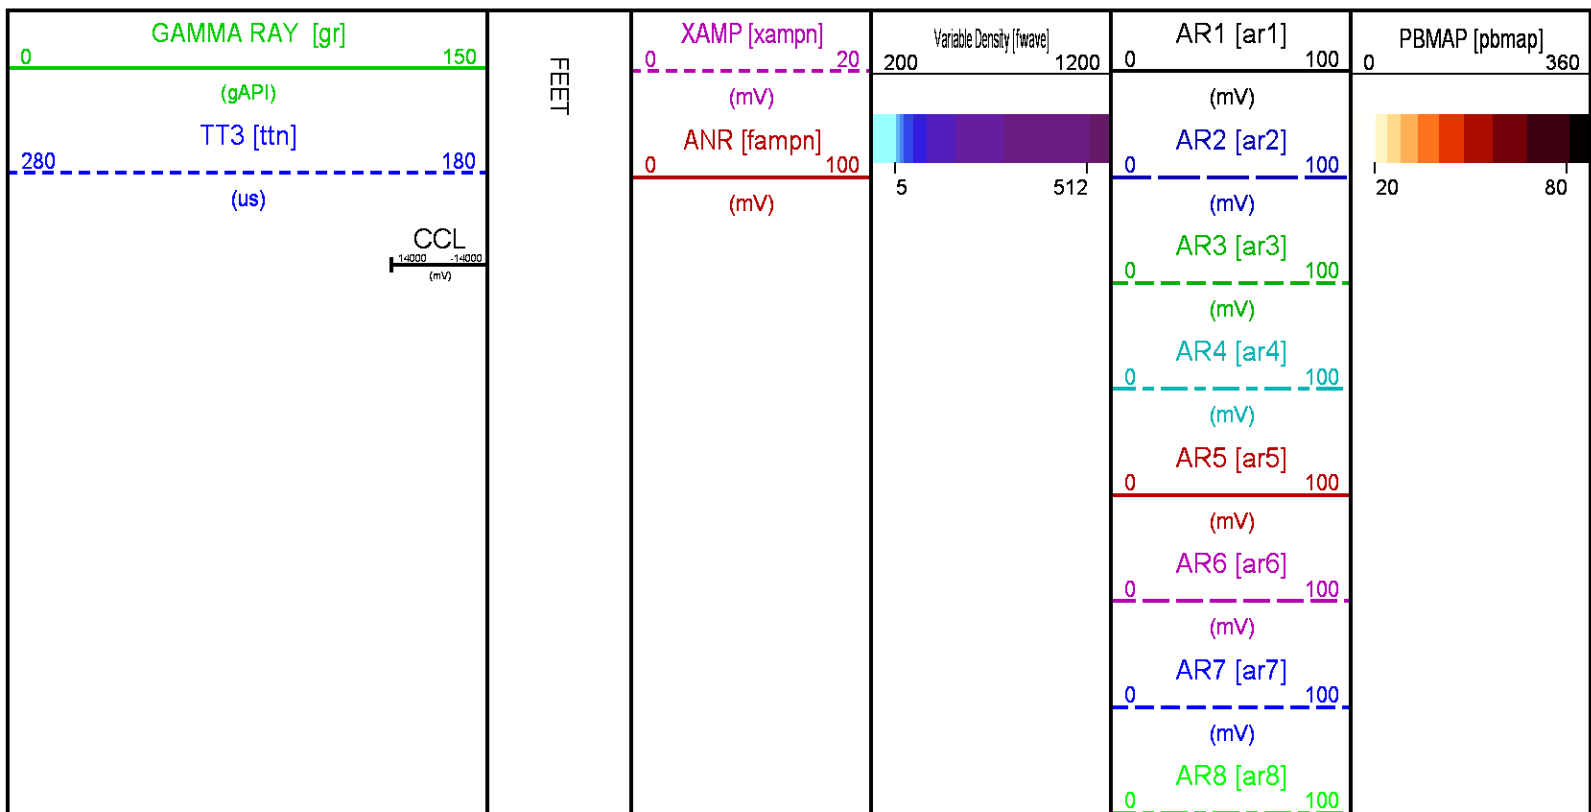 GAMMA RAY [gr]
0 150
(gAPI)
TT3 [ttn]
280 180
(us)
CCL
14000 -14000
(mV)
FEET
XAMP [xampn]
0 20
(mV)
ANR [fampn]
0 100
(mV)
Variable Density [fwave]
200 1200
5 512
AR1 [ar1]
0 100
(mV)
AR2 [ar2]
0 100
(mV)
AR3 [ar3]
0 100
(mV)
AR4 [ar4]
0 100
(mV)
AR5 [ar5]
0 100
(mV)
AR6 [ar6]
0 100
(mV)
AR7 [ar7]
0 100
(mV)
AR8 [ar8]
0 100
PBMAP [pbmap]
0 360
20 80